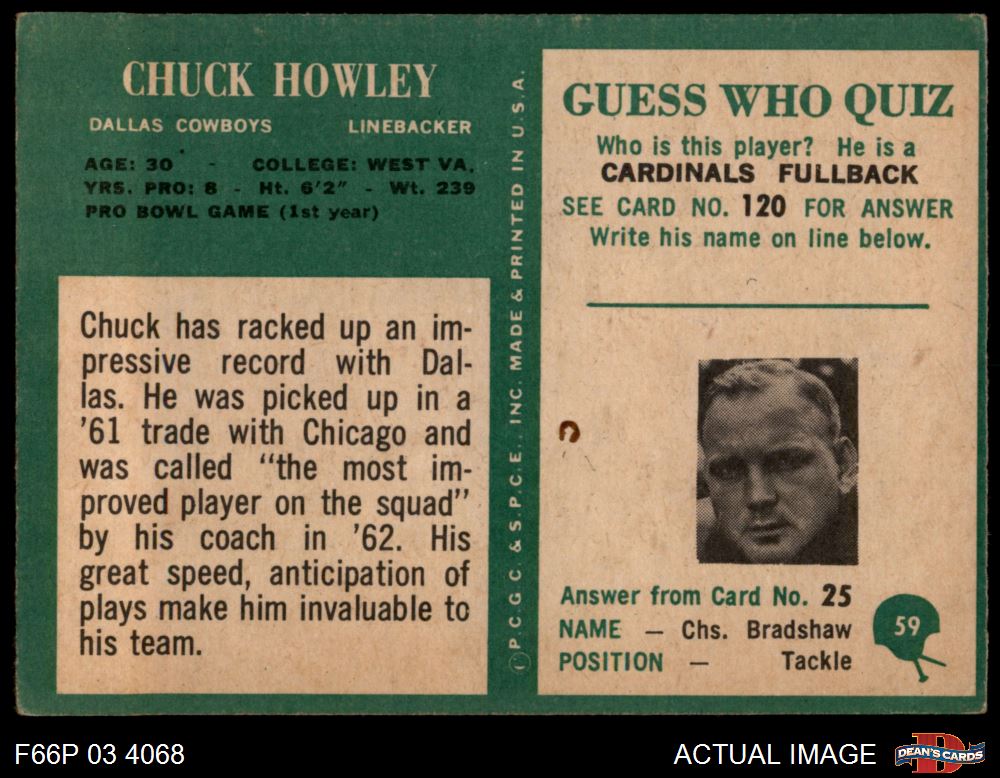 CHUCK HOWLEY
DALLAS COWBOYS LINEBACKER
AGE: 30 - COLLEGE: WEST VA.
YRS. PRO: 8 - Ht. 6'2" - Wt. 239
PRO BOWL GAME (1st year)
Chuck has racked up an im-
pressive record with Dal-
las. He was picked up in a
'61 trade with Chicago and
was called "the most im-
proved player on the squad"
by his coach in '62. His
great speed, anticipation of
plays make him invaluable to
his team.
© P.C.G.C. & S.P.C.E., INC. MADE & PRINTED IN U.S.A.
GUESS WHO QUIZ
Who is this player? He is a
CARDINALS FULLBACK
SEE CARD NO. 120 FOR ANSWER
Write his name on line below.
Answer from Card No. 25
NAME — Chs. Bradshaw
POSITION — Tackle
59
F66P 03 4068
ACTUAL IMAGE
D
DEAN'S CARDS